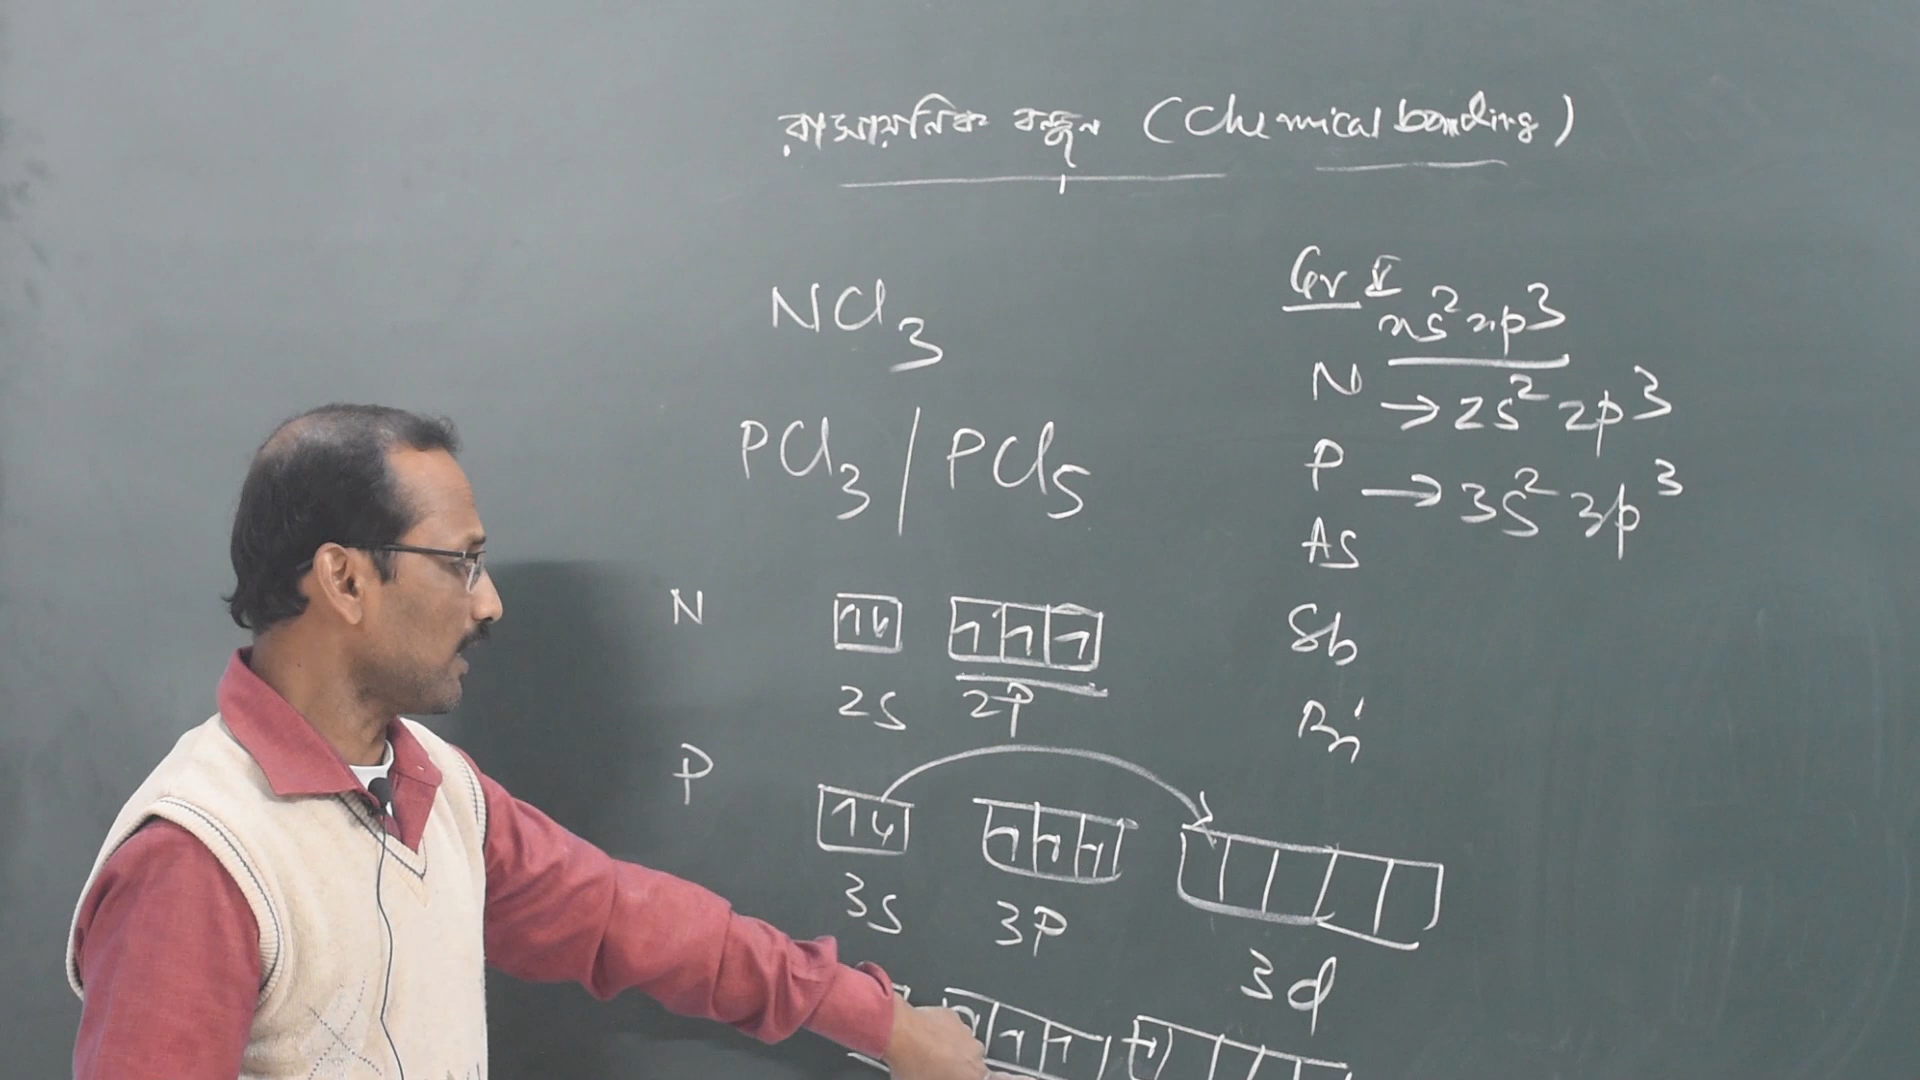 রাসায়নিক বন্ধন (Chemical bonding)
NCl3
PCl3 / PCl5
Gr V
ns² np³
N → 2s² 2p³
P → 3s² 3p³
As
Sb
Bi
N
↑↓ ↑ ↑ ↑
2s 2p
P
↑↓ ↑ ↑ ↑
3s 3p 3d